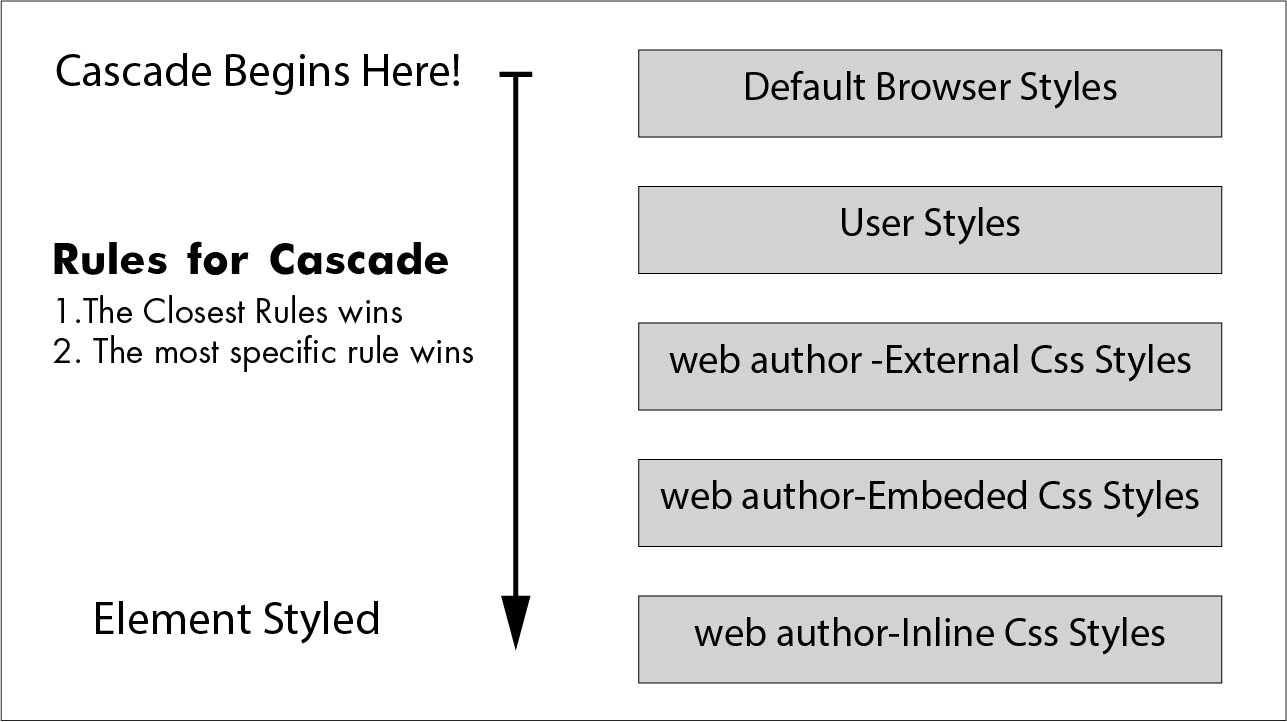 Cascade Begins Here!
Default Browser Styles
User Styles
Rules for Cascade
1.The Closest Rules wins
2. The most specific rule wins
web author -External Css Styles
web author-Embeded Css Styles
Element Styled
web author-Inline Css Styles